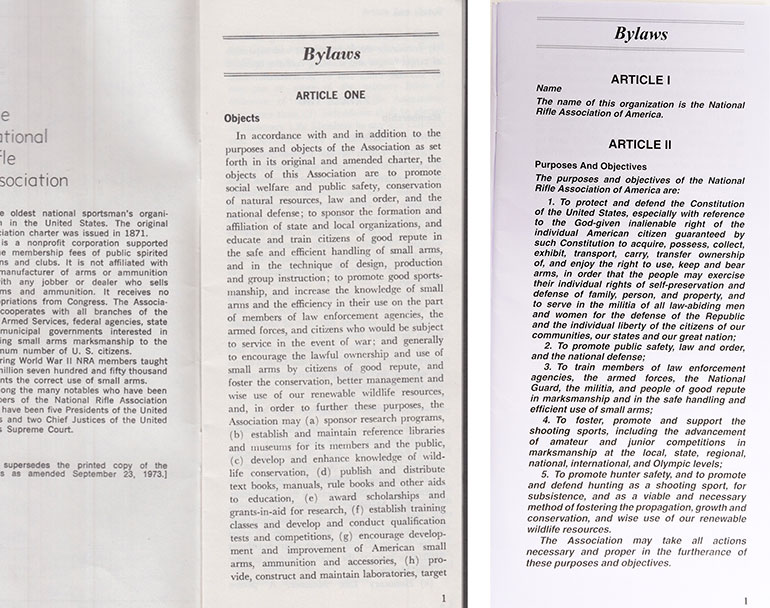 e
ational
fle
sociation
e oldest national sportsman's organi-
n in the United States. The original
ciation charter was issued in 1871.
is a nonprofit corporation supported
e membership fees of public spirited
ns and clubs. It is not affiliated with
manufacturer of arms or ammunition
ith any jobber or dealer who sells
ms and ammunition. It receives no
priations from Congress. The Associa-
cooperates with all branches of the
Armed Services, federal agencies, state
municipal governments interested in
ing small arms marksmanship to the
num number of U. S. citizens.
ring World War II NRA members taught
million seven hundred and fifty thousand
nts the correct use of small arms.
ong the many notables who have been
bers of the National Rifle Association
have been five Presidents of the United
s and two Chief Justices of the United
s Supreme Court.
supersedes the printed copy of the
s as amended September 23, 1973.]
Bylaws
ARTICLE ONE
Objects
In accordance with and in addition to the
purposes and objects of the Association as set
forth in its original and amended charter, the
objects of this Association are to promote
social welfare and public safety, conservation
of natural resources, law and order, and the
national defense; to sponsor the formation and
affiliation of state and local organizations, and
educate and train citizens of good repute in
the safe and efficient handling of small arms,
and in the technique of design, production
and group instruction; to promote good sports-
manship, and increase the knowledge of small
arms and the efficiency in their use on the part
of members of law enforcement agencies, the
armed forces, and citizens who would be subject
to service in the event of war; and generally
to encourage the lawful ownership and use of
small arms by citizens of good repute, and
foster the conservation, better management and
wise use of our renewable wildlife resources,
and, in order to further these purposes, the
Association may (a) sponsor research programs,
(b) establish and maintain reference libraries
and museums for its members and the public,
(c) develop and enhance knowledge of wild-
life conservation, (d) publish and distribute
text books, manuals, rule books and other aids
to education, (e) award scholarships and
grants-in-aid for research, (f) establish training
classes and develop and conduct qualification
tests and competitions, (g) encourage develop-
ment and improvement of American small
arms, ammunition and accessories, (h) pro-
vide, construct and maintain laboratories, target
1
Bylaws
ARTICLE I
Name
The name of this organization is the National
Rifle Association of America.
ARTICLE II
Purposes And Objectives
The purposes and objectives of the National
Rifle Association of America are:
1. To protect and defend the Constitution
of the United States, especially with reference
to the God-given inalienable right of the
individual American citizen guaranteed by
such Constitution to acquire, possess, collect,
exhibit, transport, carry, transfer ownership
of, and enjoy the right to use, keep and bear
arms, in order that the people may exercise
their individual rights of self-preservation and
defense of family, person, and property, and
to serve in the militia of all law-abiding men
and women for the defense of the Republic
and the individual liberty of the citizens of our
communities, our states and our great nation;
2. To promote public safety, law and order,
and the national defense;
3. To train members of law enforcement
agencies, the armed forces, the National
Guard, the militia, and people of good repute
in marksmanship and in the safe handling and
efficient use of small arms;
4. To foster, promote and support the
shooting sports, including the advancement
of amateur and junior competitions in
marksmanship at the local, state, regional,
national, international, and Olympic levels;
5. To promote hunter safety, and to promote
and defend hunting as a shooting sport, for
subsistence, and as a viable and necessary
method of fostering the propagation, growth and
conservation, and wise use of our renewable
wildlife resources.
The Association may take all actions
necessary and proper in the furtherance of
these purposes and objectives.
1